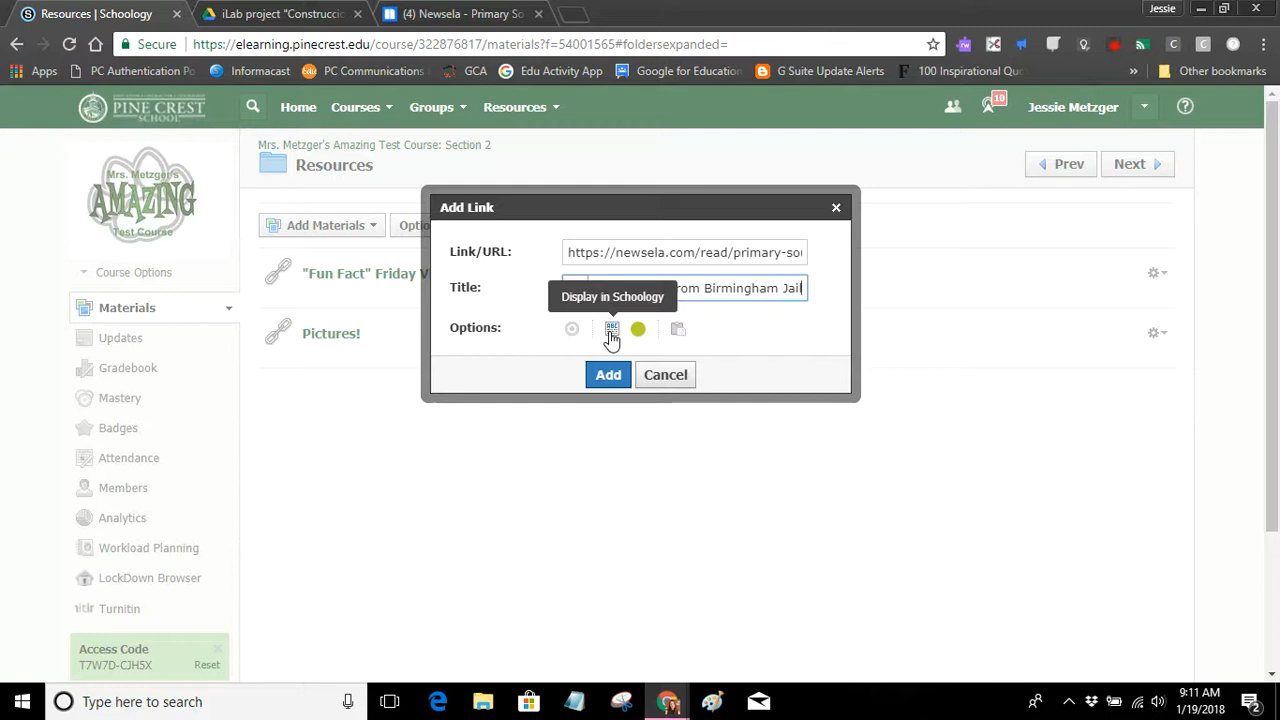 Resources | Schoology
iLab project "Construccio
(4) Newsela - Primary So
Jessie
Secure
https://elearning.pinecrest.edu/course/322876817/materials?f=54001565#foldersexpanded=
Apps
PC Authentication Po
Informacast
PC Communications
GCA
Edu Activity App
Google for Education
G Suite Update Alerts
100 Inspirational Quo
Other bookmarks
PINE CREST
SCHOOL
Home
Courses
Groups
Resources
10
Jessie Metzger
Mrs. Metzger's
AMAZING
Test Course
Mrs. Metzger's Amazing Test Course: Section 2
Resources
Prev
Next
Add Materials
Optio
"Fun Fact" Friday V
Pictures!
Course Options
Materials
Updates
Gradebook
Mastery
Badges
Attendance
Members
Analytics
Workload Planning
LockDown Browser
Turnitin
Access Code
T7W7D-CJH5X
Reset
Add Link
Link/URL:
https://newsela.com/read/primary-sou
Title:
rom Birmingham Jail
Display in Schoology
Options:
Add
Cancel
Type here to search
9:11 AM
1/19/2018
2